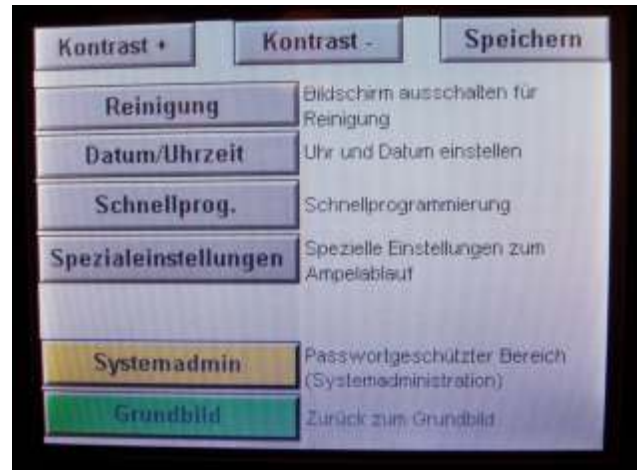 Kontrast +
Kontrast -
Speichern
Reinigung
Bildschirm ausschalten für
Reinigung
Datum/Uhrzeit
Uhr und Datum einstellen
Schnellprog.
Schnellprogrammierung
Spezialeinstellungen
Spezielle Einstellungen zum
Ampelablauf
Systemadmin
Passwortgeschützter Bereich
(Systemadministration)
Grundbild
Zurück zum Grundbild